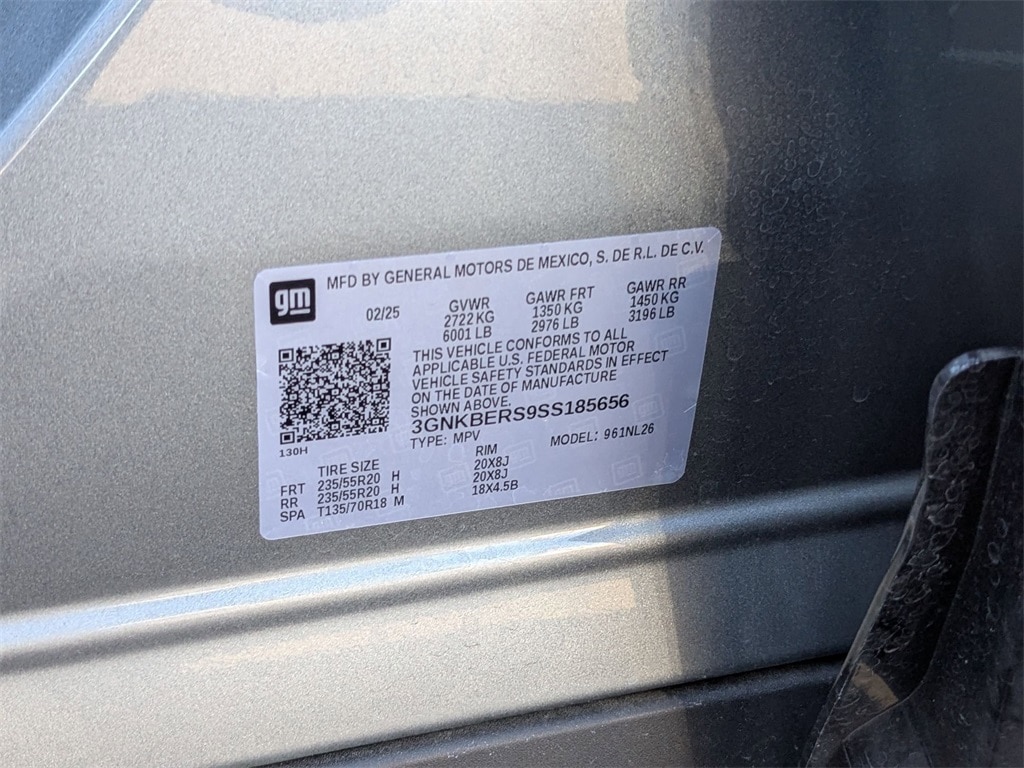 MFD BY GENERAL MOTORS DE MEXICO, S. DE R.L. DE C.V.
gm
02/25
GVWR GAWR FRT GAWR RR
2722 KG 1350 KG 1450 KG
6001 LB 2976 LB 3196 LB
THIS VEHICLE CONFORMS TO ALL
APPLICABLE U.S. FEDERAL MOTOR
VEHICLE SAFETY STANDARDS IN EFFECT
ON THE DATE OF MANUFACTURE
SHOWN ABOVE.
3GNKBERS9SS185656
TYPE: MPV MODEL: 961NL26
130H
TIRE SIZE RIM
FRT 235/55R20 H 20X8J
RR 235/55R20 H 20X8J
SPA T135/70R18 M 18X4.5B